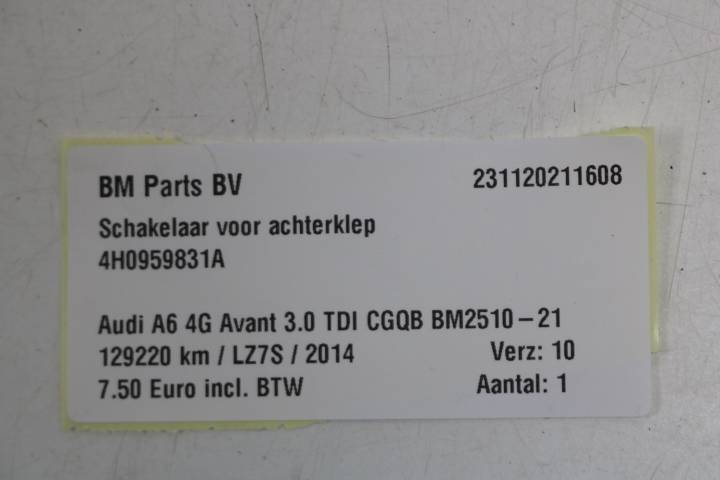 BM Parts BV 231120211608
Schakelaar voor achterklep
4H0959831A
Audi A6 4G Avant 3.0 TDI CGQB BM2510-21
129220 km / LZ7S / 2014 Verz: 10
7.50 Euro incl. BTW Aantal: 1